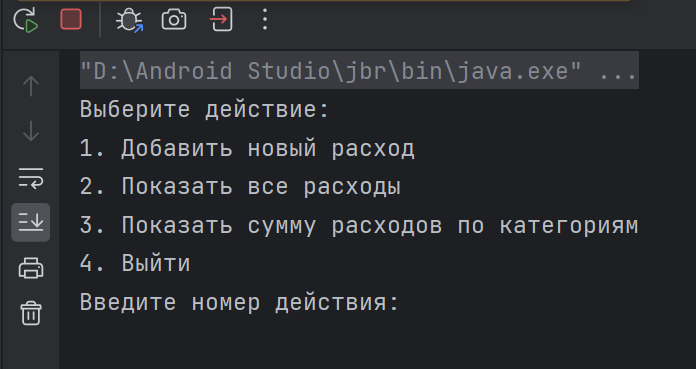 "D:\Android Studio\jbr\bin\java.exe" ...
Выберите действие:
1. Добавить новый расход
2. Показать все расходы
3. Показать сумму расходов по категориям
4. Выйти
Введите номер действия: